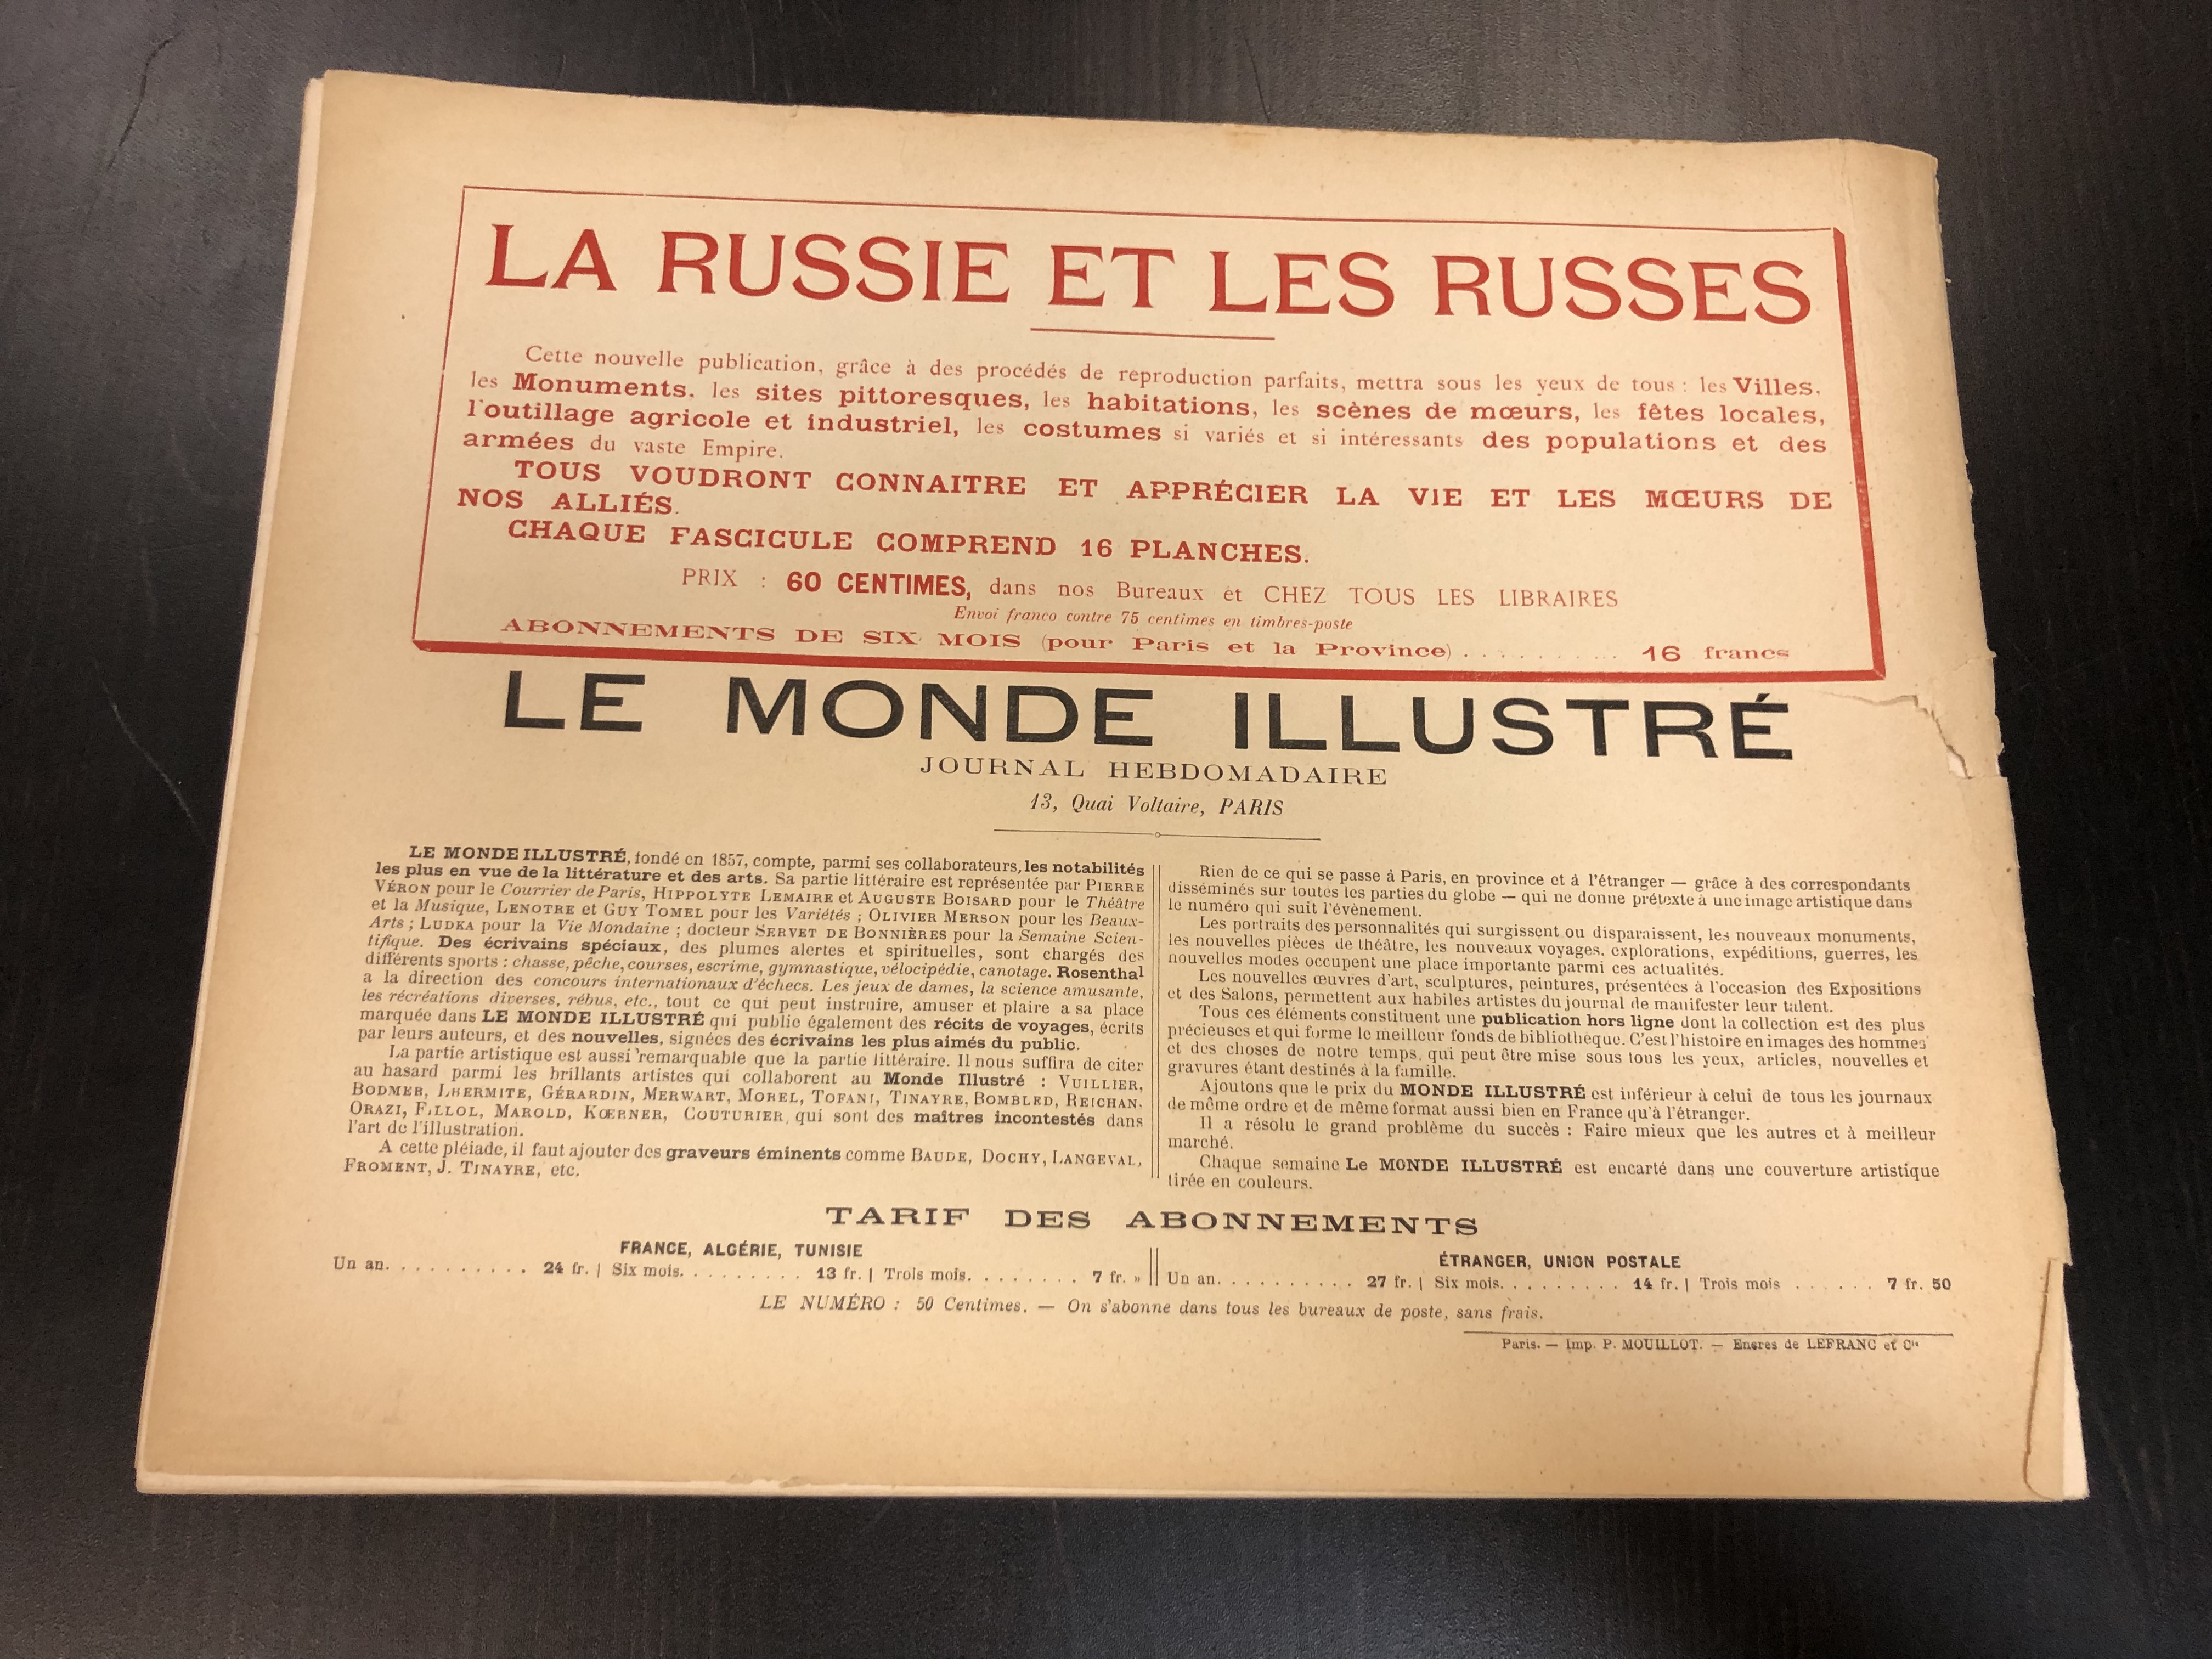 LA RUSSIE ET LES RUSSES
Cette nouvelle publication, grâce à des procédés de reproduction parfaits, mettra sous les yeux de tous : les Villes,
les Monuments, les sites pittoresques, les habitations, les scènes de mœurs, les fêtes locales,
l'outillage agricole et industriel, les costumes si variés et si intéressants des populations et des
armées du vaste Empire.
TOUS VOUDRONT CONNAITRE ET APPRÉCIER LA VIE ET LES MŒURS DE
NOS ALLIÉS.
CHAQUE FASCICULE COMPREND 16 PLANCHES.
PRIX : 60 CENTIMES, dans nos Bureaux et CHEZ TOUS LES LIBRAIRES
Envoi franco contre 75 centimes en timbres-poste
ABONNEMENTS DE SIX MOIS (pour Paris et la Province) . . . . . . . . . . 16 francs
LE MONDE ILLUSTRÉ
JOURNAL HEBDOMADAIRE
13, Quai Voltaire, PARIS
LE MONDE ILLUSTRÉ, fondé en 1857, compte, parmi ses collaborateurs, les notabilités
les plus en vue de la littérature et des arts. Sa partie littéraire est représentée par PIERRE
VÉRON pour le Courrier de Paris, HIPPOLYTE LEMAIRE et AUGUSTE BOISARD pour le Théâtre
et la Musique, LENOTRE et GUY TOMEL pour les Variétés ; OLIVIER MERSON pour les Beaux-
Arts ; LUDKA pour la Vie Mondaine ; docteur SERVET DE BONNIÈRES pour la Semaine Scien-
tifique. Des écrivains spéciaux, des plumes alertes et spirituelles, sont chargés des
différents sports : chasse, pêche, courses, escrime, gymnastique, vélocipédie, canotage. Rosenthal
a la direction des concours internationaux d'échecs. Les jeux de dames, la science amusante,
les récréations diverses, rébus, etc., tout ce qui peut instruire, amuser et plaire a sa place
marquée dans LE MONDE ILLUSTRÉ qui publie également des récits de voyages, écrits
par leurs auteurs, et des nouvelles, signées des écrivains les plus aimés du public.
La partie artistique est aussi remarquable que la partie littéraire. Il nous suffira de citer
au hasard parmi les brillants artistes qui collaborent au Monde Illustré : VUILLIER,
BODMER, LHERMITE, GÉRARDIN, MERWART, MOREL, TOFANI, TINAYRE, BOMBLED, REICHAN,
ORAZI, FILLOL, MAROLD, KŒRNER, COUTURIER, qui sont des maîtres incontestés dans
l'art de l'illustration.
A cette pléiade, il faut ajouter des graveurs éminents comme BAUDE, DOCHY, LANGEVAL,
FROMENT, J. TINAYRE, etc.
Rien de ce qui se passe à Paris, en province et à l'étranger — grâce à des correspondants
disséminés sur toutes les parties du globe — qui ne donne prétexte à une image artistique dans
le numéro qui suit l'évènement.
Les portraits des personnalités qui surgissent ou disparaissent, les nouveaux monuments,
les nouvelles pièces de théâtre, les nouveaux voyages, explorations, expéditions, guerres, les
nouvelles modes occupent une place importante parmi ces actualités.
Les nouvelles œuvres d'art, sculptures, peintures, présentées à l'occasion des Expositions
et des Salons, permettent aux habiles artistes du journal de manifester leur talent.
Tous ces éléments constituent une publication hors ligne dont la collection est des plus
précieuses et qui forme le meilleur fonds de bibliothèque. C'est l'histoire en images des hommes
et des choses de notre temps, qui peut être mise sous tous les yeux, articles, nouvelles et
gravures étant destinés à la famille.
Ajoutons que le prix du MONDE ILLUSTRÉ est inférieur à celui de tous les journaux
de même ordre et de même format aussi bien en France qu'à l'étranger.
Il a résolu le grand problème du succès : Faire mieux que les autres et à meilleur
marché.
Chaque semaine Le MONDE ILLUSTRÉ est encarté dans une couverture artistique
tirée en couleurs.
TARIF DES ABONNEMENTS
FRANCE, ALGÉRIE, TUNISIE
Un an. . . . . . . . . . . 24 fr. | Six mois. . . . . . . . . 13 fr. | Trois mois. . . . . . . . 7 fr. »
ÉTRANGER, UNION POSTALE
Un an. . . . . . . . . . . 27 fr. | Six mois. . . . . . . . . 14 fr. | Trois mois . . . . . . 7 fr. 50
LE NUMÉRO : 50 Centimes. — On s'abonne dans tous les bureaux de poste, sans frais.
Paris. — Imp. P. MOUILLOT. — Encres de LEFRANC et Cie